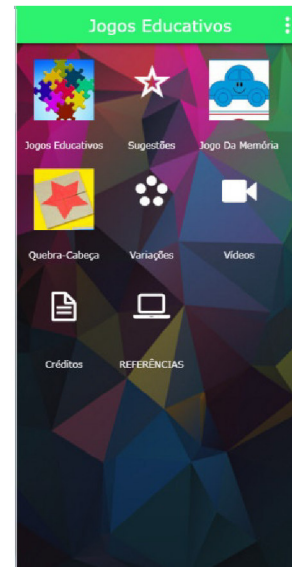 Jogos Educativos
Jogos Educativos
Sugestões
Jogo Da Memória
Quebra-Cabeça
Variações
Vídeos
Créditos
REFERÊNCIAS